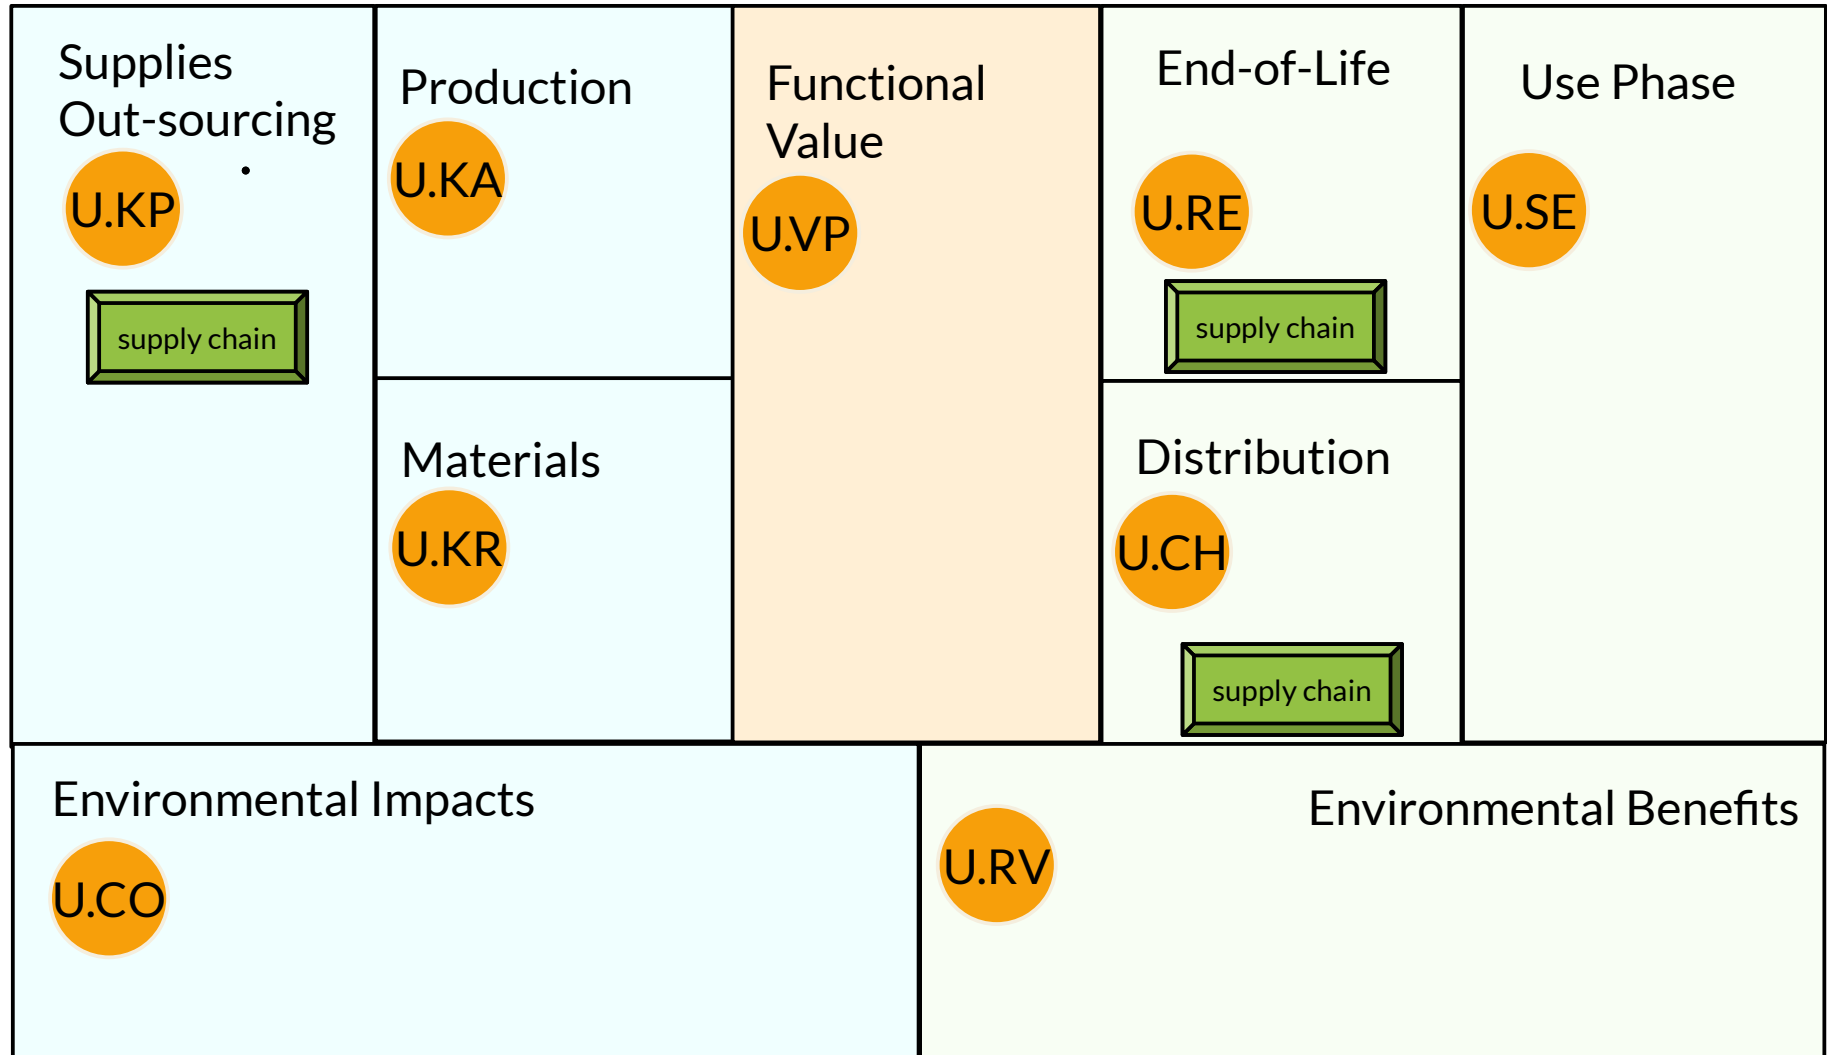 Supplies
Out-sourcing
U.KP
supply chain
Production
U.KA
Materials
U.KR
Functional
Value
U.VP
End-of-Life
U.RE
supply chain
Distribution
U.CH
supply chain
Use Phase
U.SE
Environmental Impacts
U.CO
Environmental Benefits
U.RV